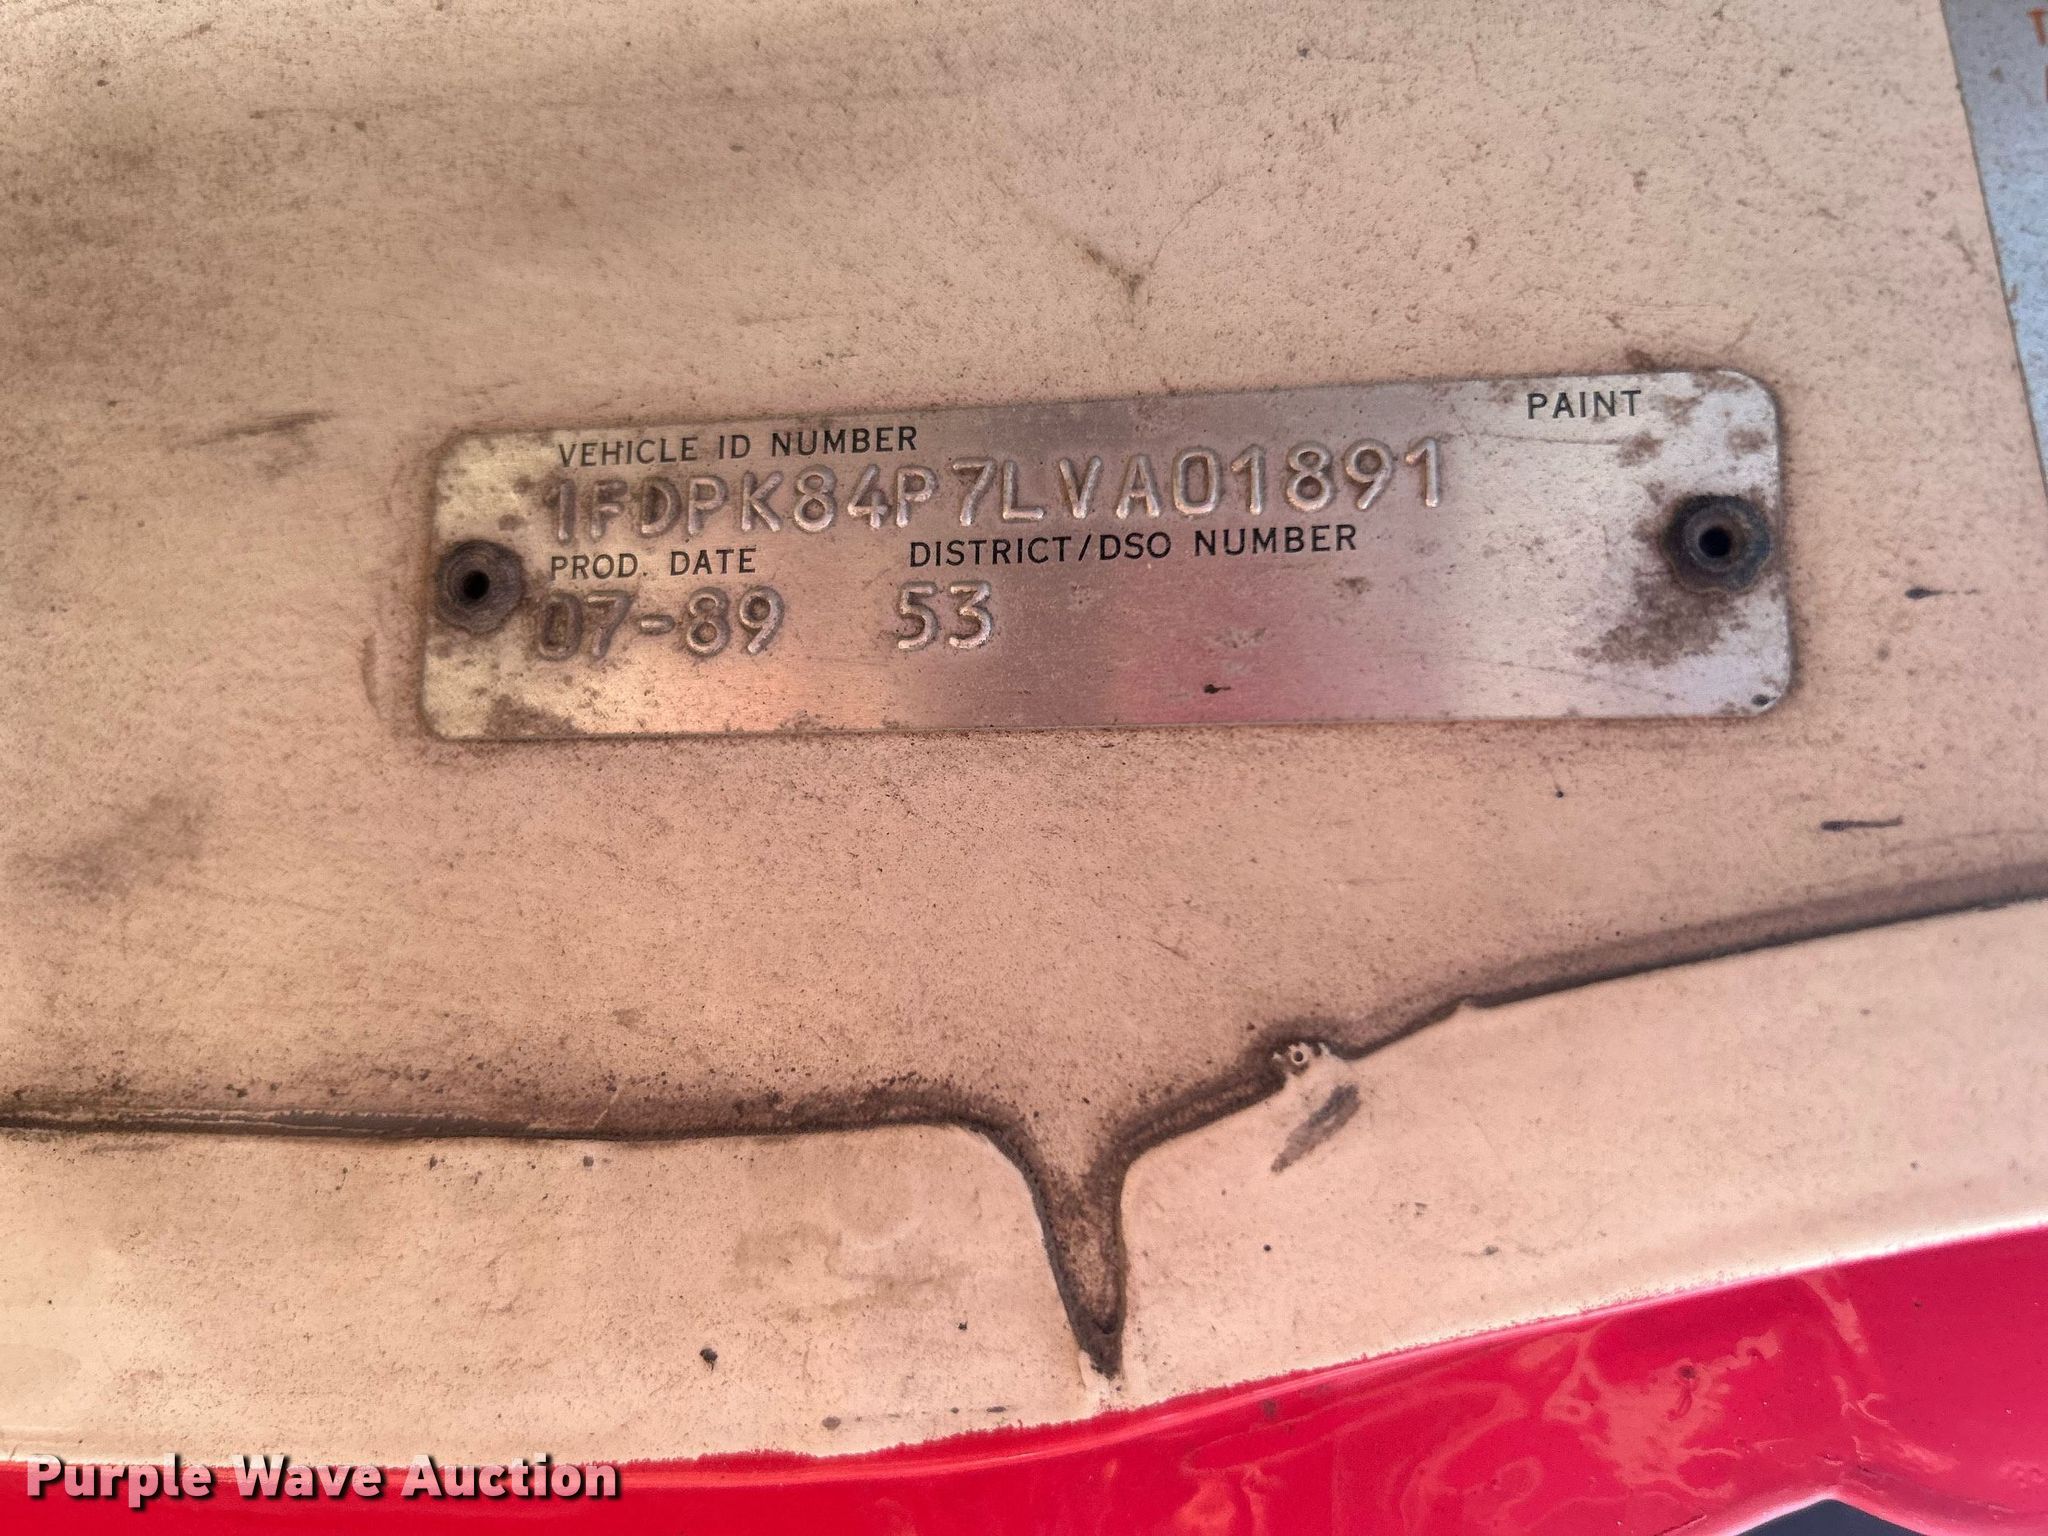 PAINT
VEHICLE ID NUMBER
1FDPK84P7LVA01891
PROD. DATE DISTRICT/DSO NUMBER
07-89 53
Purple Wave Auction